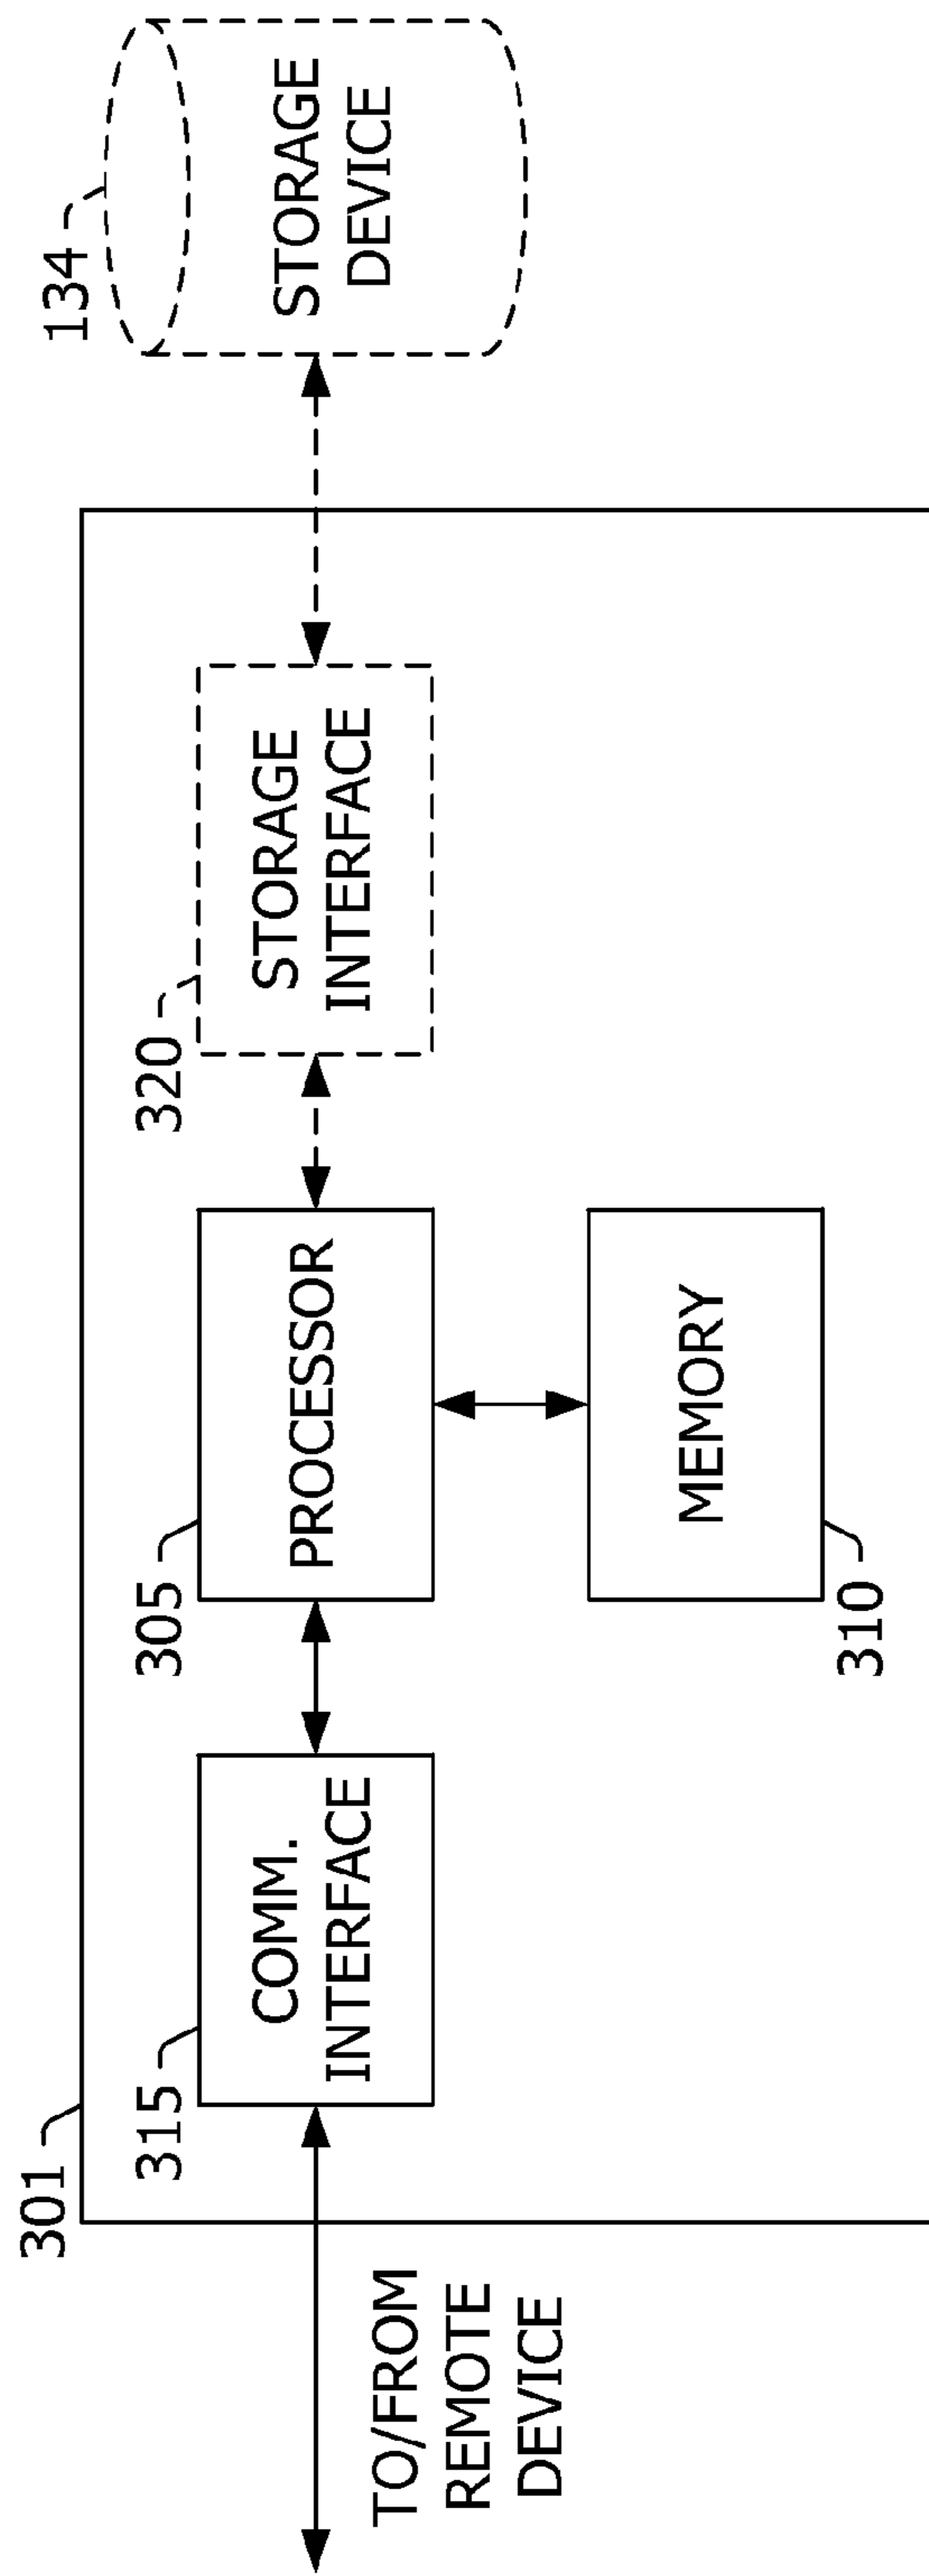 301
315
COMM.
INTERFACE
305
PROCESSOR
320
STORAGE
INTERFACE
134
STORAGE
DEVICE
TO/FROM
REMOTE
DEVICE
MEMORY
310